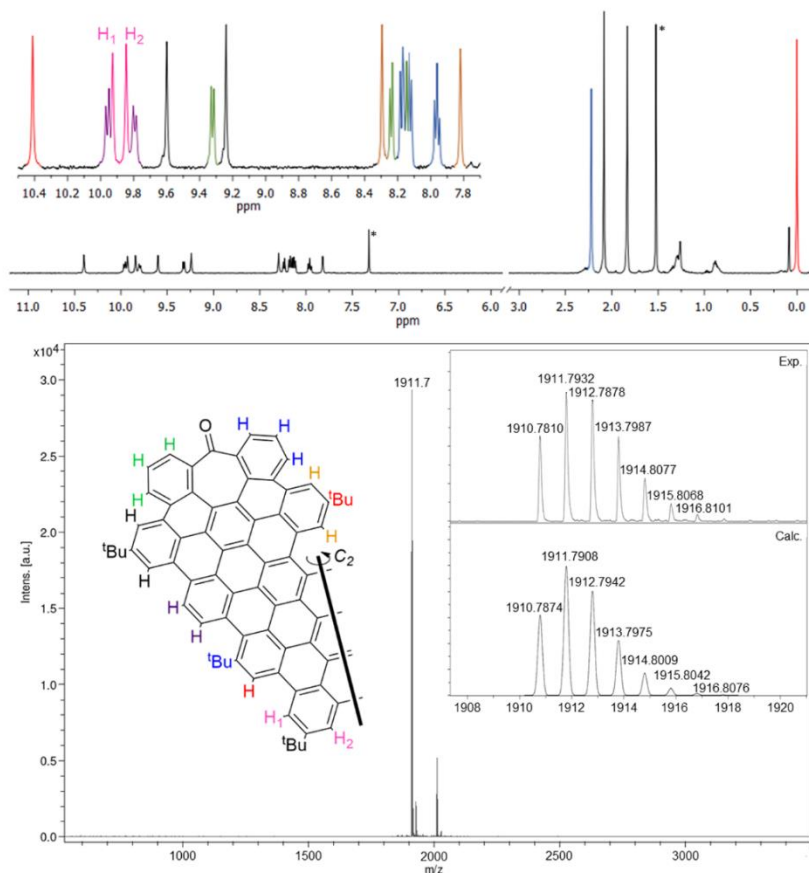 H1 H2
*
10.4 10.2 10.0 9.8 9.6 9.4 9.2 9.0 8.8 8.6 8.4 8.2 8.0 7.8
ppm
*
11.0 10.5 10.0 9.5 9.0 8.5 8.0 7.5 7.0 6.5 6.0 3.0 2.5 2.0 1.5 1.0 0.5 0.0
ppm ppm
x10^4
Intens. [a.u.]
3.0
2.5
2.0
1.5
1.0
0.5
0.0
1911.7
O
H H
H
H
H H
H
tBu
H
H
tBu
H
C2
H
H
tBu
H
H1
H2
tBu
Exp.
1911.7932
1912.7878
1910.7810
1913.7987
1914.8077
1915.8068
1916.8101
Calc.
1911.7908
1912.7942
1910.7874
1913.7975
1914.8009
1915.8042
1916.8076
1908 1910 1912 1914 1916 1918 1920
1000 1500 2000 2500 3000
m/z